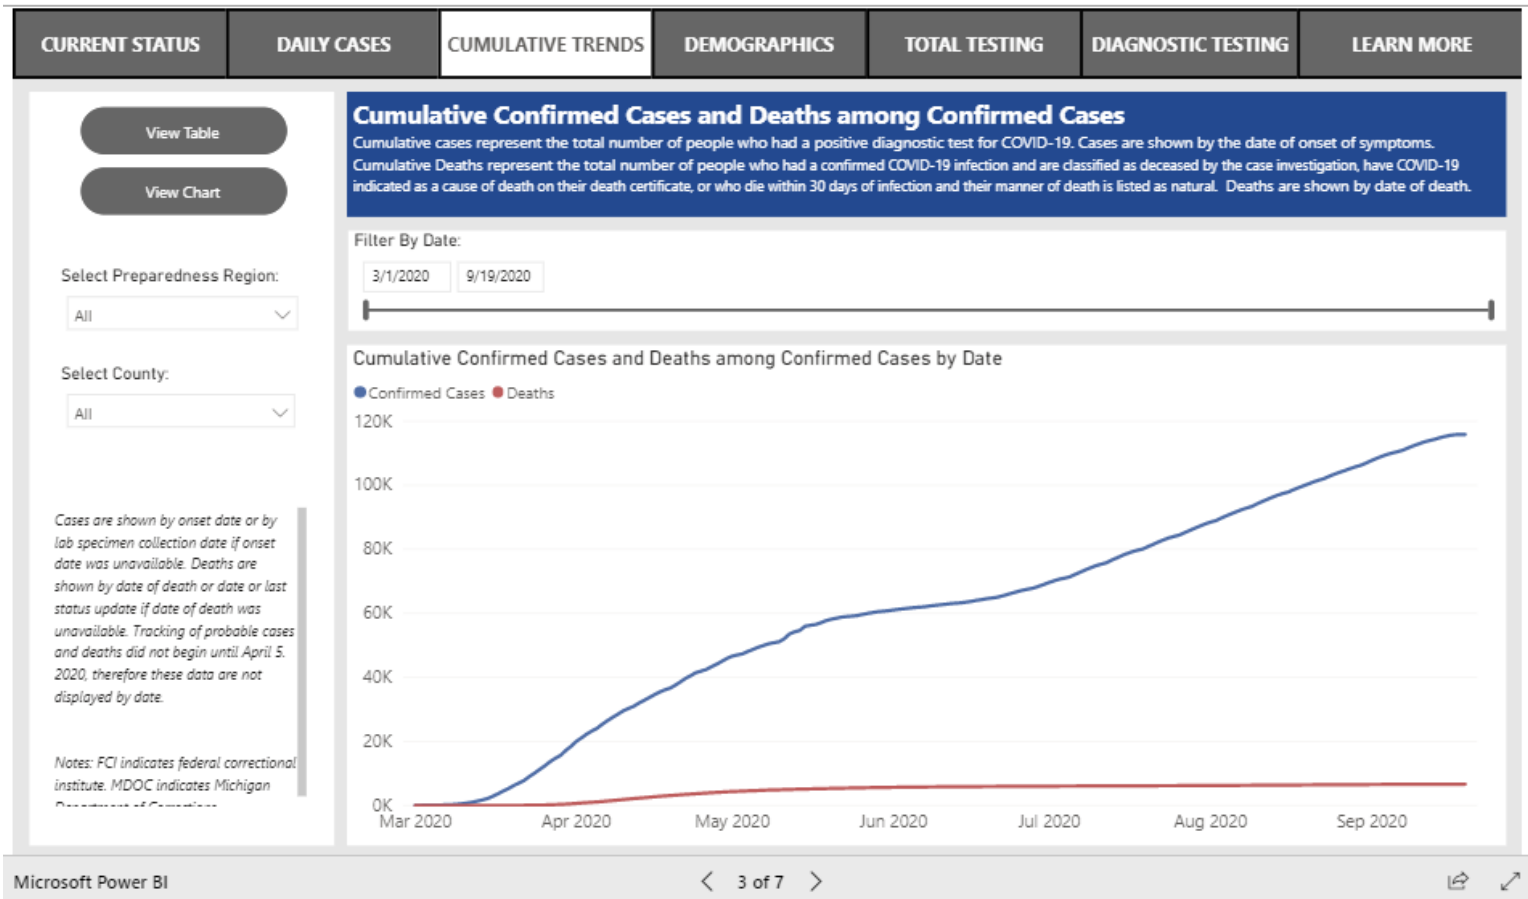 CURRENT STATUS
DAILY CASES
CUMULATIVE TRENDS
DEMOGRAPHICS
TOTAL TESTING
DIAGNOSTIC TESTING
LEARN MORE
View Table
View Chart
Select Preparedness Region:
All
Select County:
All
Cases are shown by onset date or by
lab specimen collection date if onset
date was unavailable. Deaths are
shown by date of death or date or last
status update if date of death was
unavailable. Tracking of probable cases
and deaths did not begin until April 5.
2020, therefore these data are not
displayed by date.
Notes: FCI indicates federal correctional
institute. MDOC indicates Michigan
Department of Corrections
Cumulative Confirmed Cases and Deaths among Confirmed Cases
Cumulative cases represent the total number of people who had a positive diagnostic test for COVID-19. Cases are shown by the date of onset of symptoms.
Cumulative Deaths represent the total number of people who had a confirmed COVID-19 infection and are classified as deceased by the case investigation, have COVID-19
indicated as a cause of death on their death certificate, or who die within 30 days of infection and their manner of death is listed as natural. Deaths are shown by date of death.
Filter By Date:
3/1/2020 9/19/2020
Cumulative Confirmed Cases and Deaths among Confirmed Cases by Date
Confirmed Cases Deaths
120K
100K
80K
60K
40K
20K
0K
Mar 2020 Apr 2020 May 2020 Jun 2020 Jul 2020 Aug 2020 Sep 2020
Microsoft Power BI
3 of 7